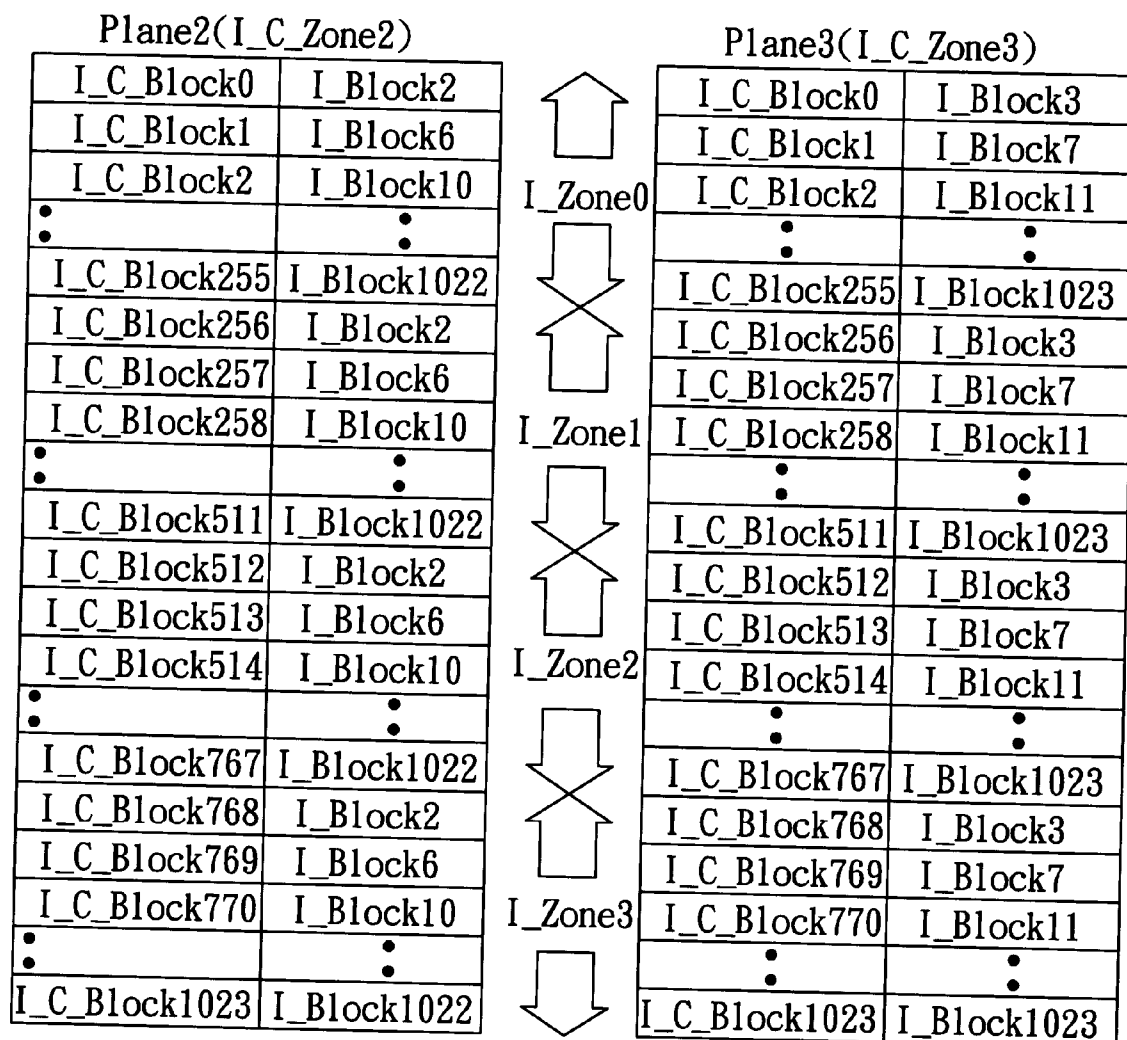 Plane2(I_C_Zone2)
I_C_Block0 I_Block2
I_C_Block1 I_Block6
I_C_Block2 I_Block10
I_C_Block255 I_Block1022
I_C_Block256 I_Block2
I_C_Block257 I_Block6
I_C_Block258 I_Block10
I_C_Block511 I_Block1022
I_C_Block512 I_Block2
I_C_Block513 I_Block6
I_C_Block514 I_Block10
I_C_Block767 I_Block1022
I_C_Block768 I_Block2
I_C_Block769 I_Block6
I_C_Block770 I_Block10
I_C_Block1023 I_Block1022
I_Zone0
I_Zone1
I_Zone2
I_Zone3
Plane3(I_C_Zone3)
I_C_Block0 I_Block3
I_C_Block1 I_Block7
I_C_Block2 I_Block11
I_C_Block255 I_Block1023
I_C_Block256 I_Block3
I_C_Block257 I_Block7
I_C_Block258 I_Block11
I_C_Block511 I_Block1023
I_C_Block512 I_Block3
I_C_Block513 I_Block7
I_C_Block514 I_Block11
I_C_Block767 I_Block1023
I_C_Block768 I_Block3
I_C_Block769 I_Block7
I_C_Block770 I_Block11
I_C_Block1023 I_Block1023